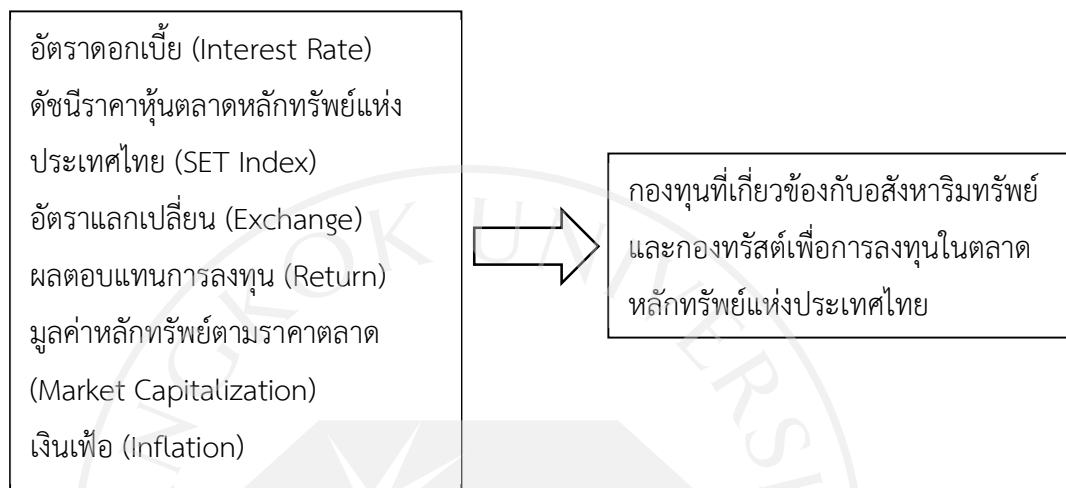 อัตราดอกเบี้ย (Interest Rate)
ดัชนีราคาหุ้นตลาดหลักทรัพย์แห่ง
ประเทศไทย (SET Index)
อัตราแลกเปลี่ยน (Exchange)
ผลตอบแทนการลงทุน (Return)
มูลค่าหลักทรัพย์ตามราคาตลาด
(Market Capitalization)
เงินเฟ้อ (Inflation)
กองทุนที่เกี่ยวข้องกับอสังหาริมทรัพย์
และกองทรัสต์เพื่อการลงทุนในตลาด
หลักทรัพย์แห่งประเทศไทย